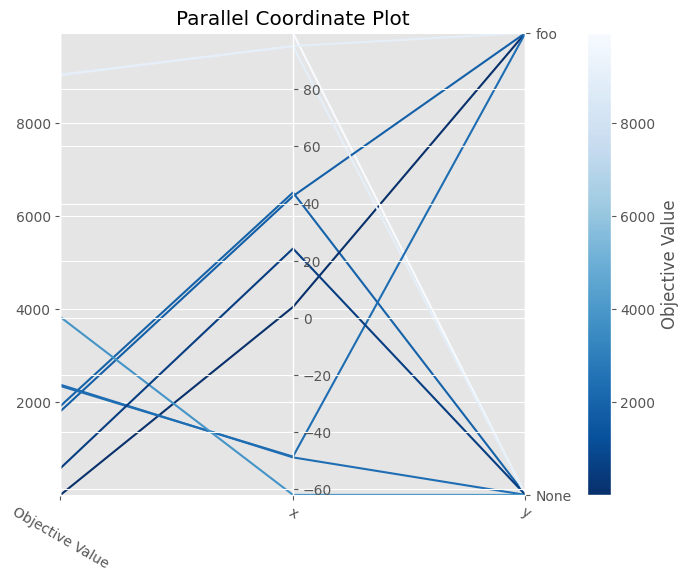 Parallel Coordinate Plot
foo
8000
6000
4000
2000
80
60
40
20
0
−20
−40
−60
None
Objective Value
x
y
8000
6000
4000
2000
Objective Value